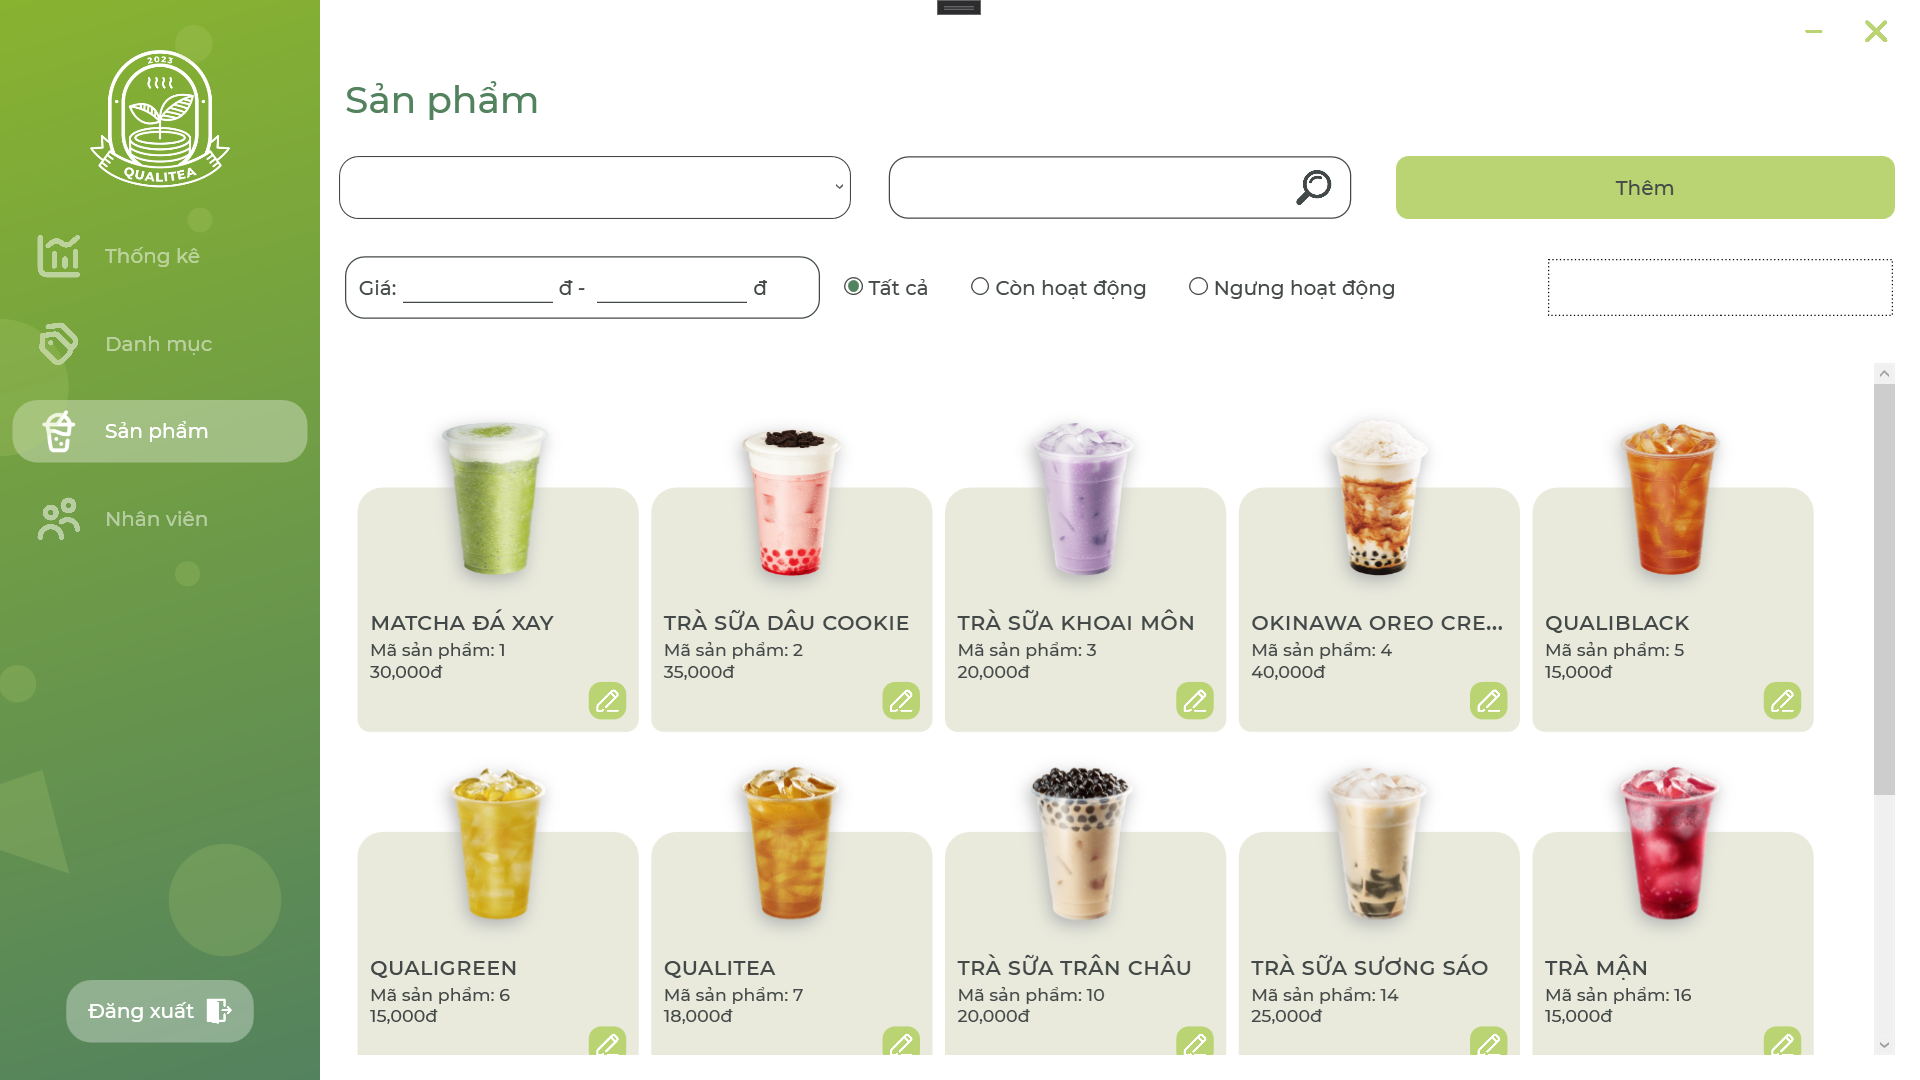 2023
QUALITEA
Thống kê
Danh mục
Sản phẩm
Nhân viên
Đăng xuất
Sản phẩm
Thêm
Giá: đ - đ
Tất cả
Còn hoạt động
Ngưng hoạt động
MATCHA ĐÁ XAY
Mã sản phẩm: 1
30,000đ
TRÀ SỮA DÂU COOKIE
Mã sản phẩm: 2
35,000đ
TRÀ SỮA KHOAI MÔN
Mã sản phẩm: 3
20,000đ
OKINAWA OREO CRE...
Mã sản phẩm: 4
40,000đ
QUALIBLACK
Mã sản phẩm: 5
15,000đ
QUALIGREEN
Mã sản phẩm: 6
15,000đ
QUALITEA
Mã sản phẩm: 7
18,000đ
TRÀ SỮA TRÂN CHÂU
Mã sản phẩm: 10
20,000đ
TRÀ SỮA SƯƠNG SÁO
Mã sản phẩm: 14
25,000đ
TRÀ MẬN
Mã sản phẩm: 16
15,000đ